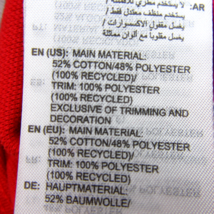 يغسل
AR:
EN (US): MAIN MATERIAL
52% COTTON/48% POLYESTER
(100% RECYCLED)/
TRIM: 100% POLYESTER
(100% RECYCLED)
EXCLUSIVE OF TRIMMING AND
DECORATION
EN (EU): MAIN MATERIAL
52% COTTON/48% POLYESTER
(100% RECYCLED)/
TRIM: 100% POLYESTER
(100% RECYCLED)
DE: HAUPTMATERIAL:
52% BAUMWOLLE/